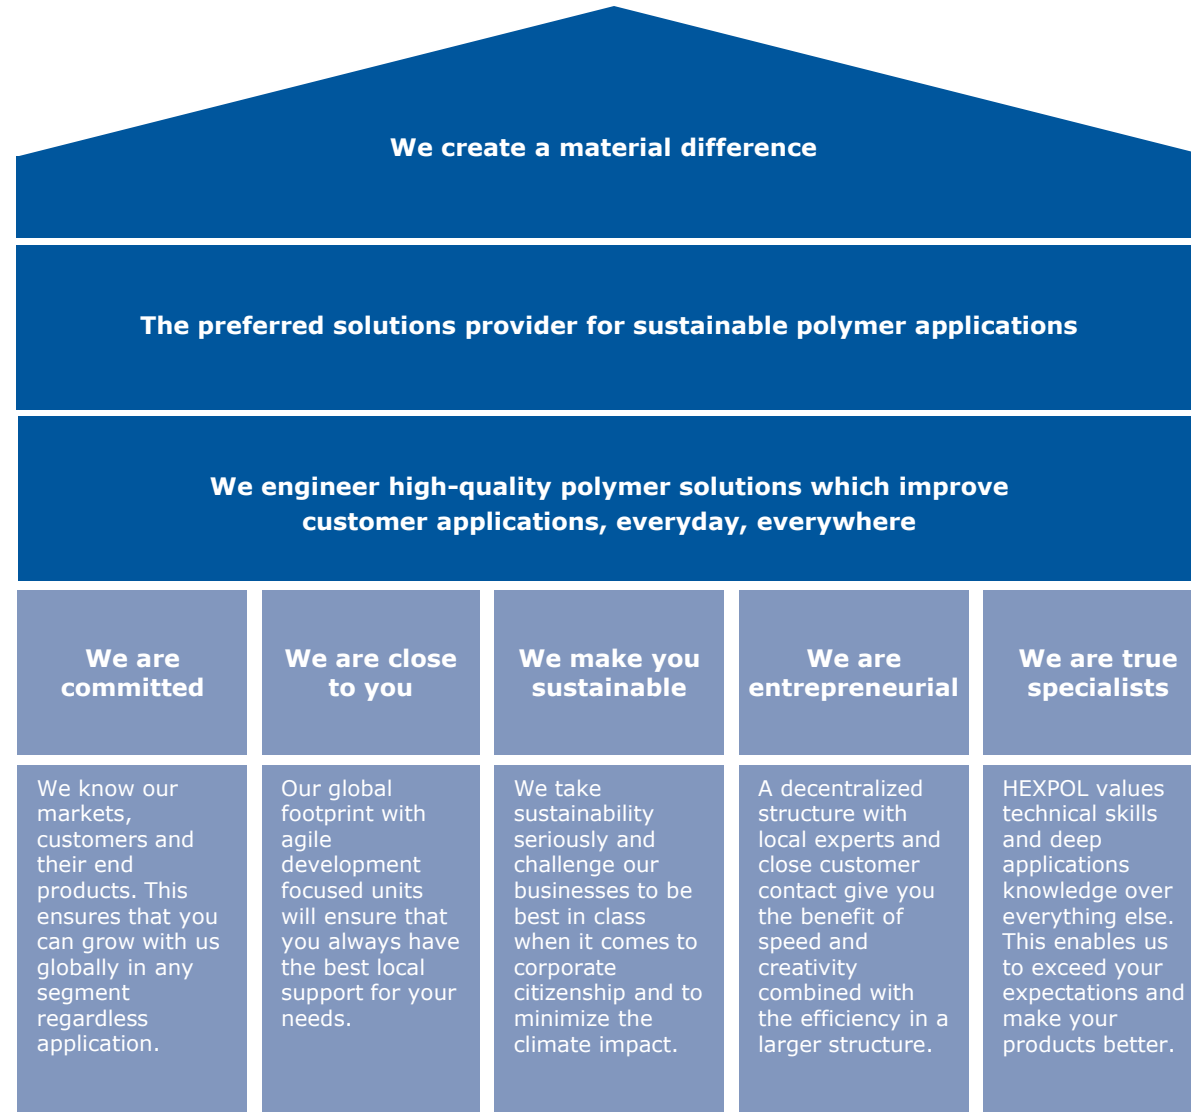 We create a material difference
The preferred solutions provider for sustainable polymer applications
We engineer high-quality polymer solutions which improve
customer applications, everyday, everywhere
We are
committed
We are close
to you
We make you
sustainable
We are
entrepreneurial
We are true
specialists
We know our
markets,
customers and
their end
products. This
ensures that you
can grow with us
globally in any
segment
regardless
application.
Our global
footprint with
agile
development
focused units
will ensure that
you always have
the best local
support for your
needs.
We take
sustainability
seriously and
challenge our
businesses to be
best in class
when it comes to
corporate
citizenship and to
minimize the
climate impact.
A decentralized
structure with
local experts and
close customer
contact give you
the benefit of
speed and
creativity
combined with
the efficiency in a
larger structure.
HEXPOL values
technical skills
and deep
applications
knowledge over
everything else.
This enables us
to exceed your
expectations and
make your
products better.